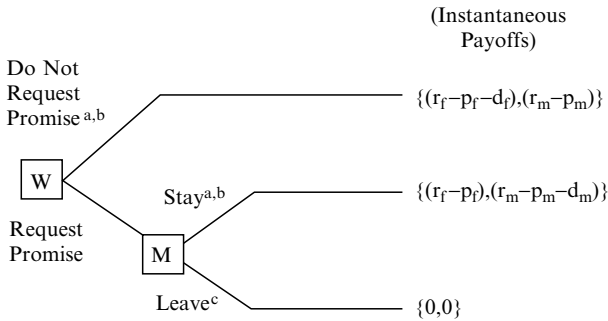 (Instantaneous
Payoffs)
Do Not
Request
Promise a,b
{(rf−pf−df),(rm−pm)}
W
Stay a,b
{(rf−pf),(rm−pm−dm)}
Request
Promise
M
Leave c
{0,0}